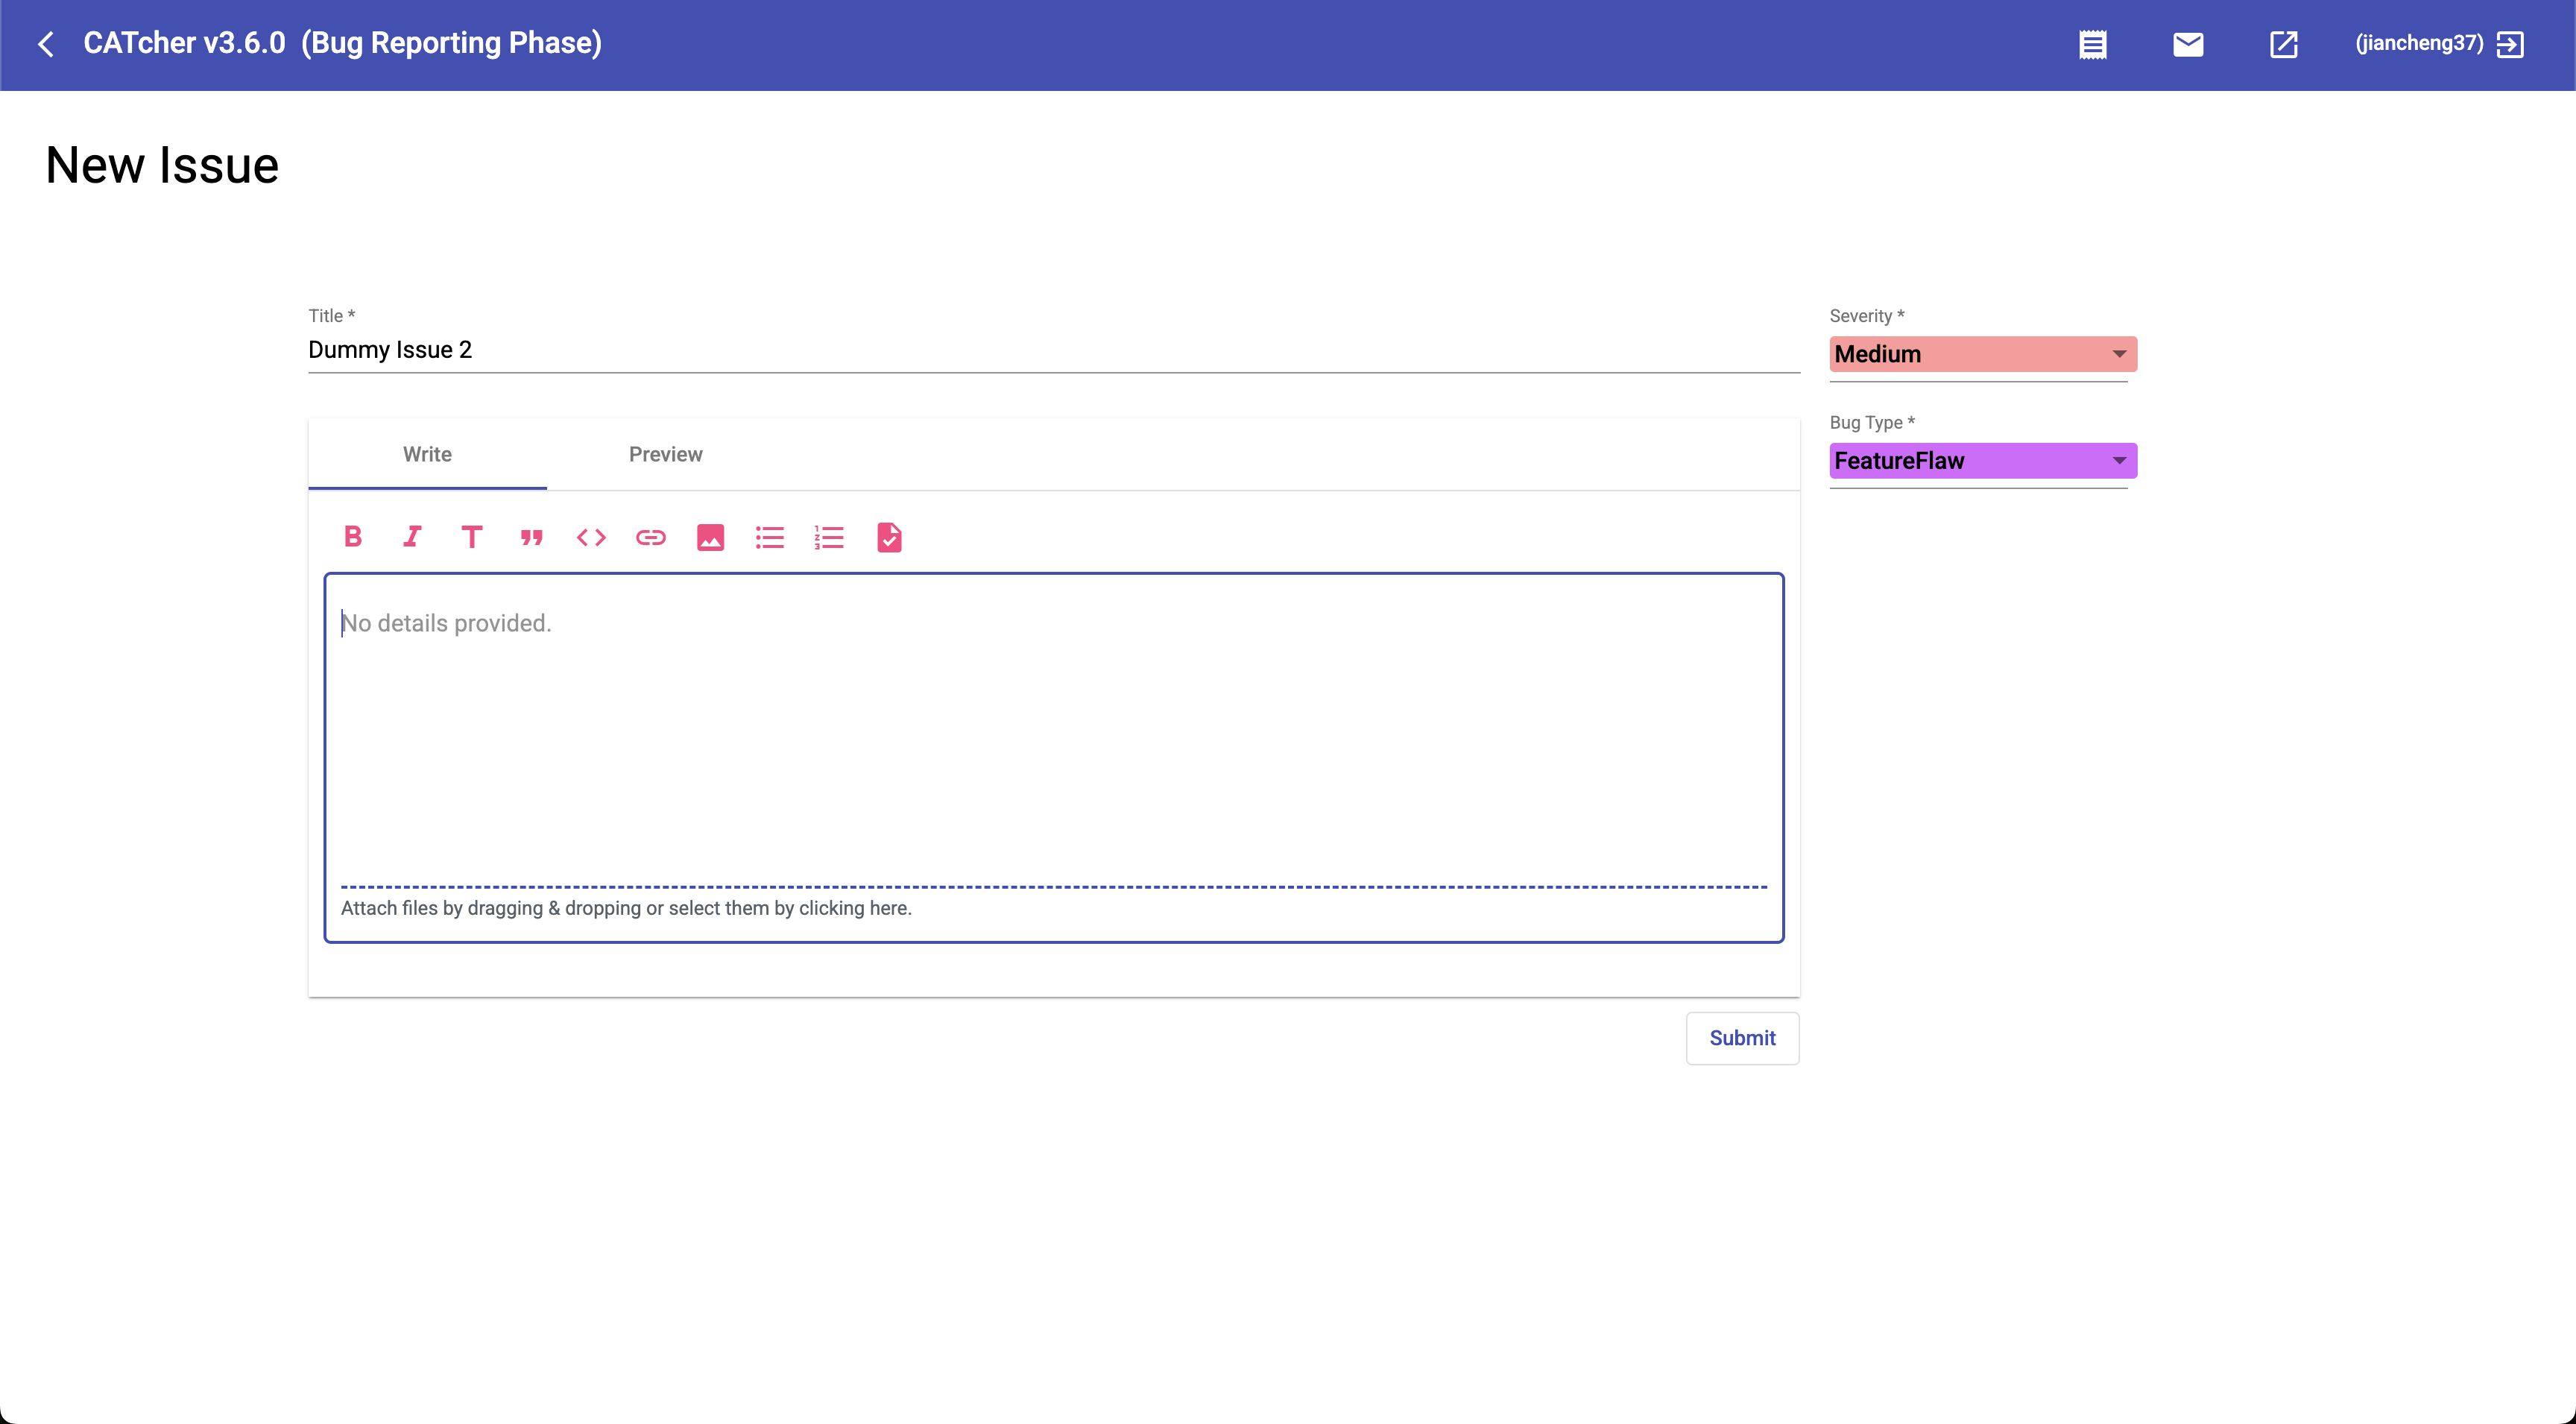 CATcher v3.6.0 (Bug Reporting Phase)
(jiancheng37)
New Issue
Title *
Dummy Issue 2
Severity *
Medium
Bug Type *
FeatureFlaw
Write
Preview
No details provided.
Attach files by dragging & dropping or select them by clicking here.
Submit